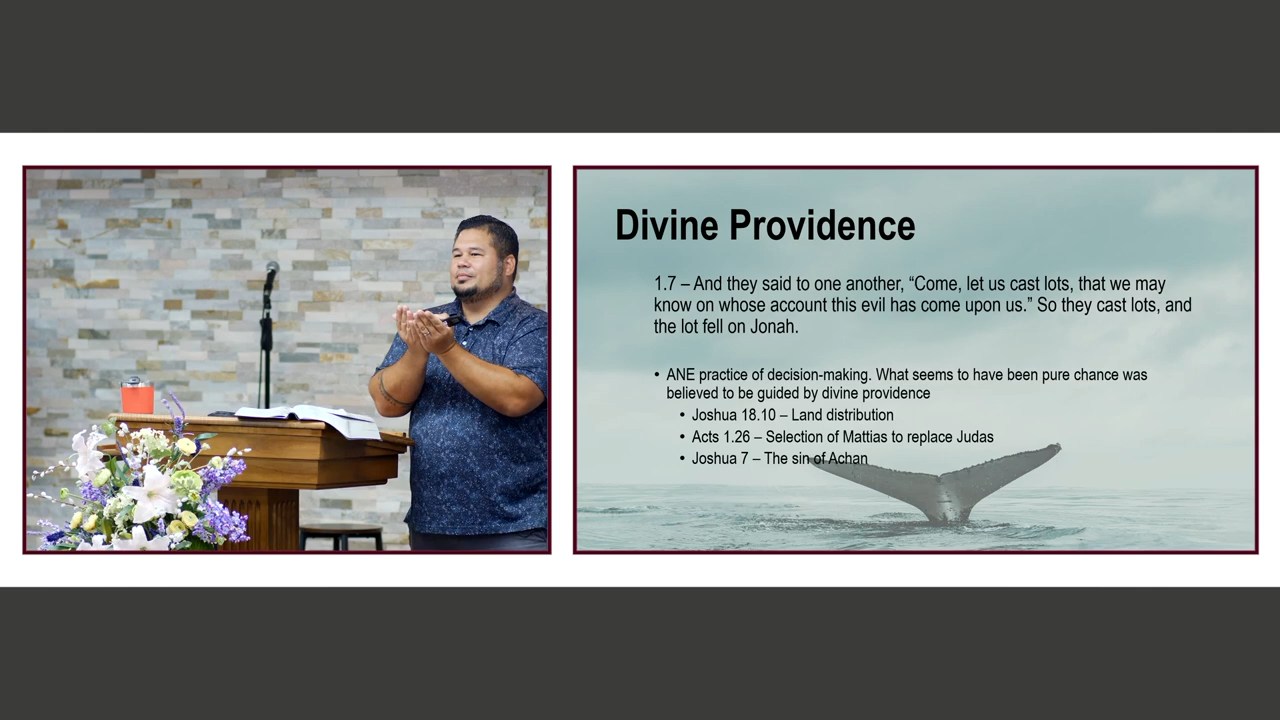 Divine Providence
1.7 – And they said to one another, “Come, let us cast lots, that we may
know on whose account this evil has come upon us.” So they cast lots, and
the lot fell on Jonah.
• ANE practice of decision-making. What seems to have been pure chance was
believed to be guided by divine providence
• Joshua 18.10 – Land distribution
• Acts 1.26 – Selection of Mattias to replace Judas
• Joshua 7 – The sin of Achan